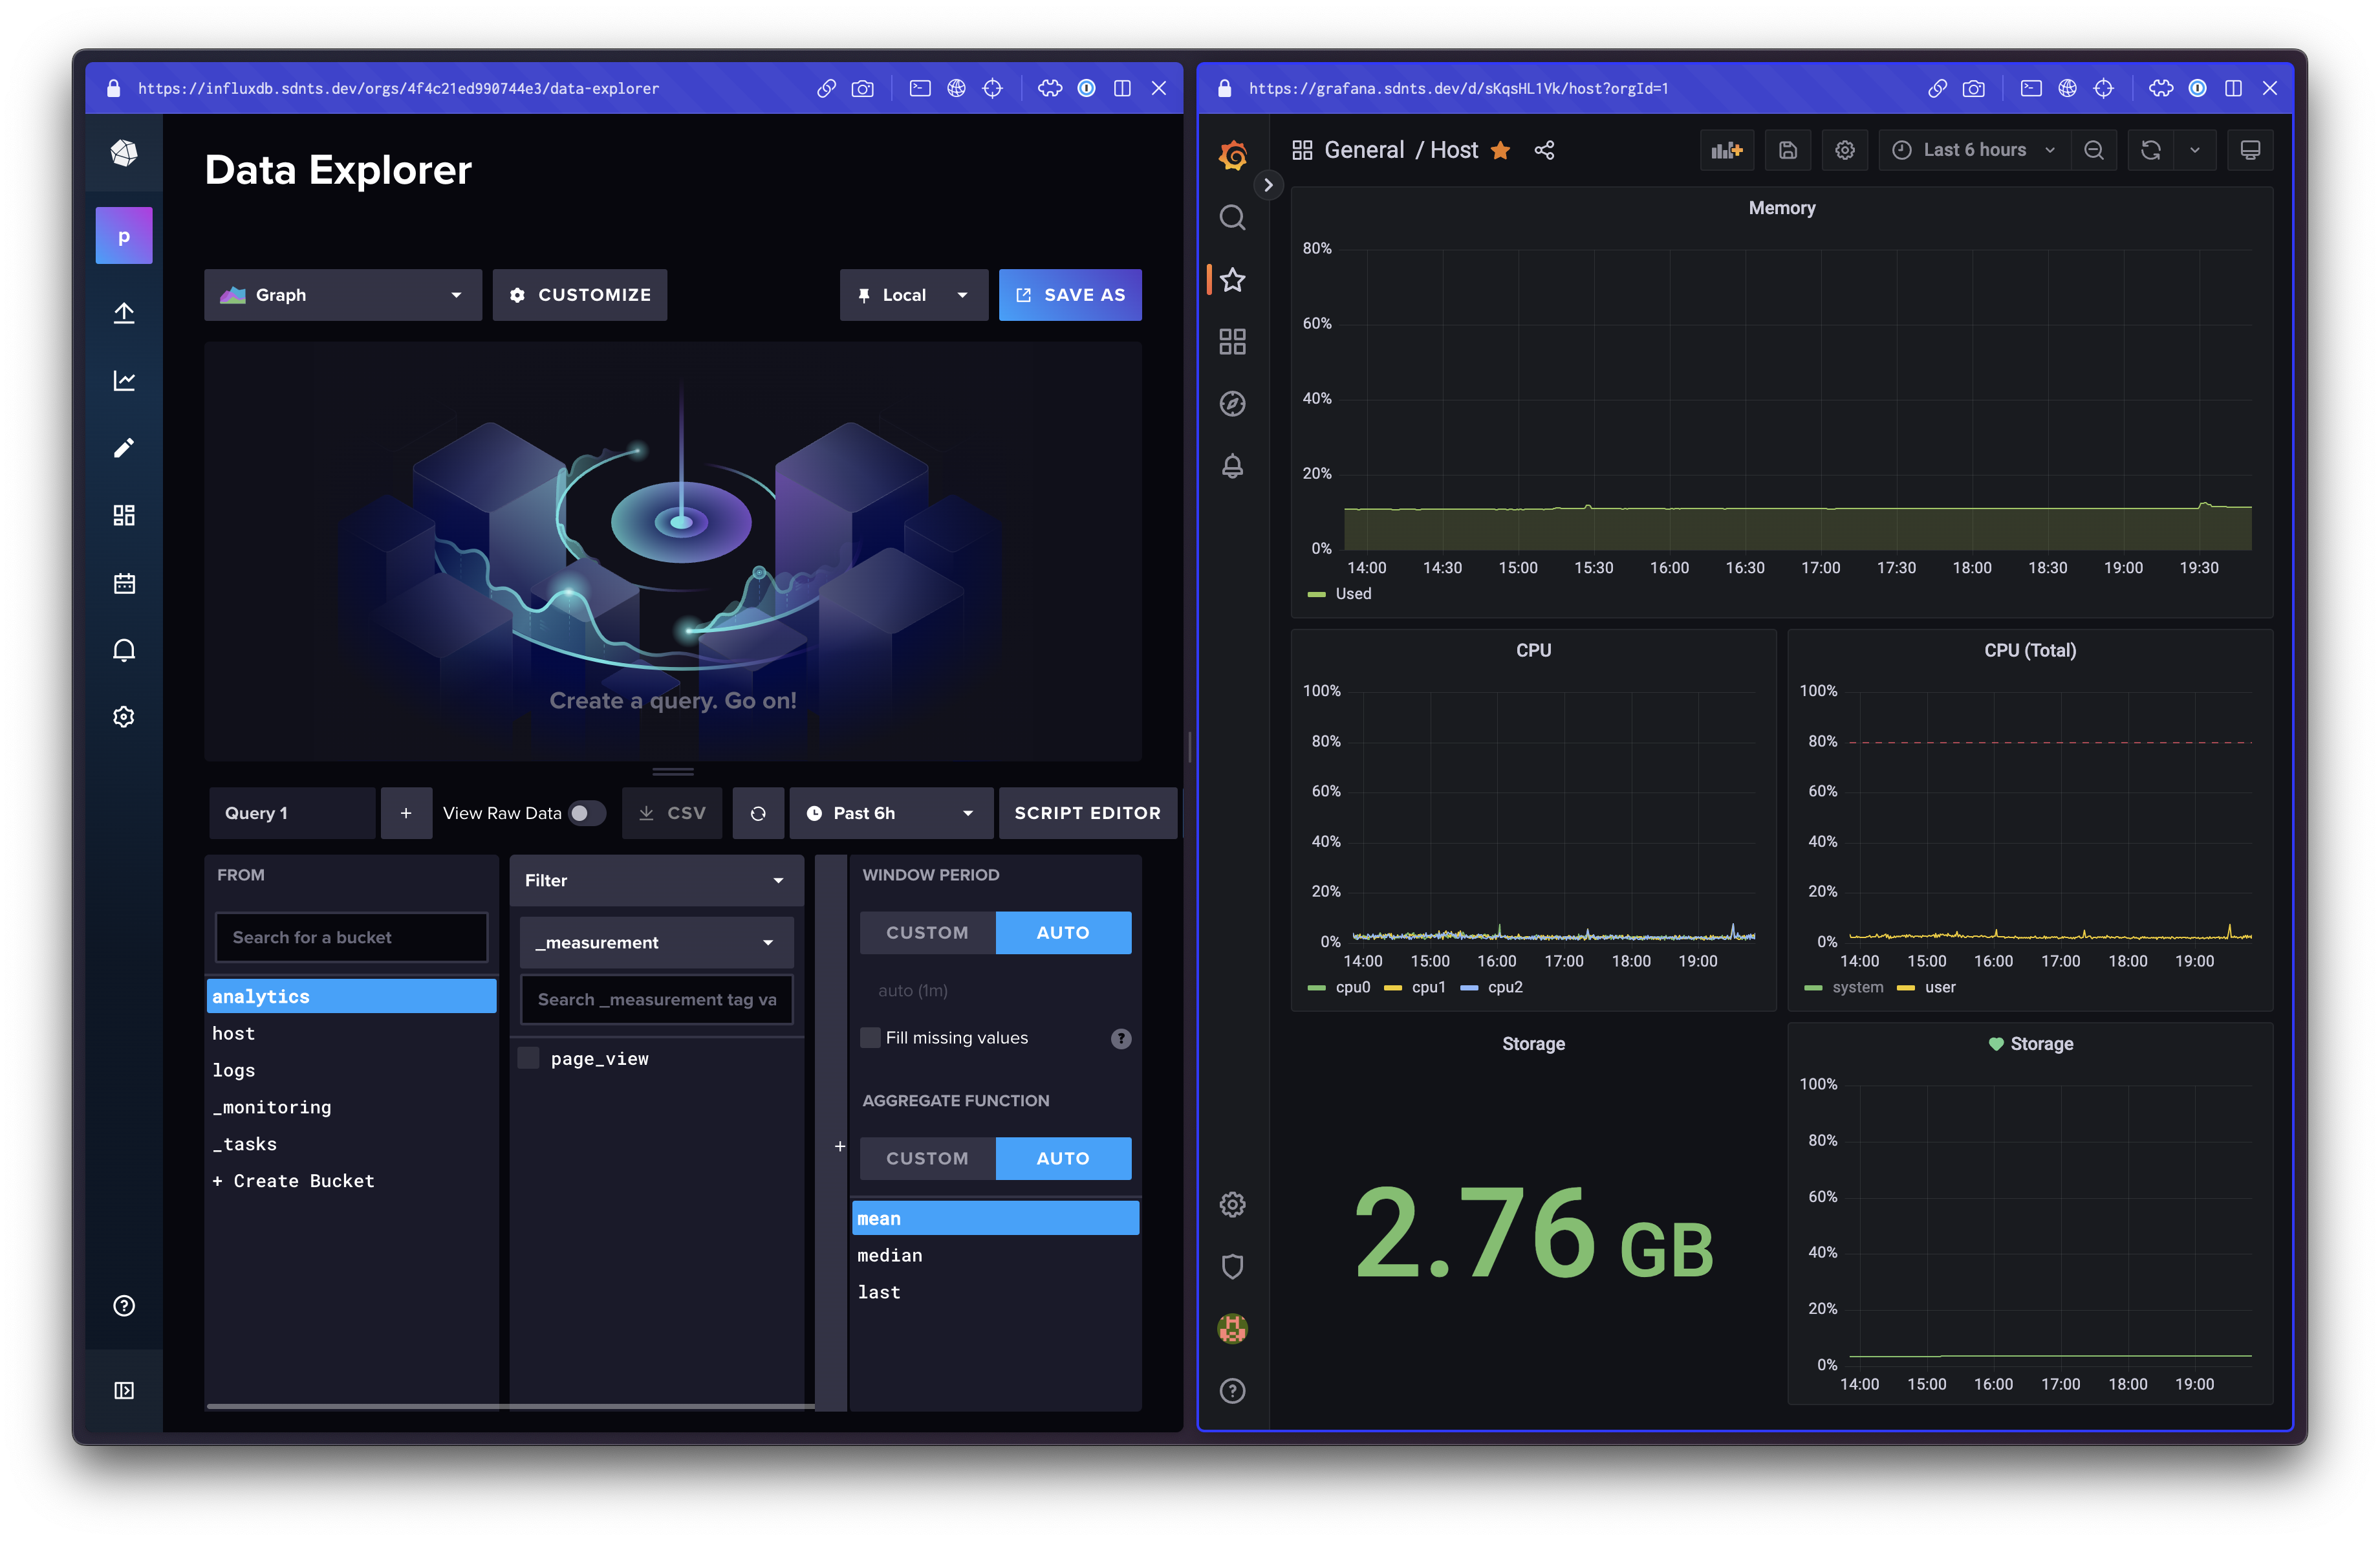 https://influxdb.sdnts.dev/orgs/4f4c21ed990744e3/data-explorer
Data Explorer
p
Graph
CUSTOMIZE
Local
SAVE AS
Create a query. Go on!
Query 1
+
View Raw Data
CSV
Past 6h
SCRIPT EDITOR
FROM
Search for a bucket
analytics
host
logs
_monitoring
_tasks
+ Create Bucket
Filter
_measurement
Search _measurement tag va
page_view
+
WINDOW PERIOD
CUSTOM
AUTO
auto (1m)
Fill missing values
?
AGGREGATE FUNCTION
CUSTOM
AUTO
mean
median
last
https://grafana.sdnts.dev/d/sKqsHL1Vk/host?orgId=1
General / Host
Last 6 hours
Memory
80%
60%
40%
20%
0%
14:00 14:30 15:00 15:30 16:00 16:30 17:00 17:30 18:00 18:30 19:00 19:30
Used
CPU
100%
80%
60%
40%
20%
0%
14:00 15:00 16:00 17:00 18:00 19:00
cpu0 cpu1 cpu2
CPU (Total)
100%
80%
60%
40%
20%
0%
14:00 15:00 16:00 17:00 18:00 19:00
system user
Storage
2.76 GB
Storage
100%
80%
60%
40%
20%
0%
14:00 15:00 16:00 17:00 18:00 19:00